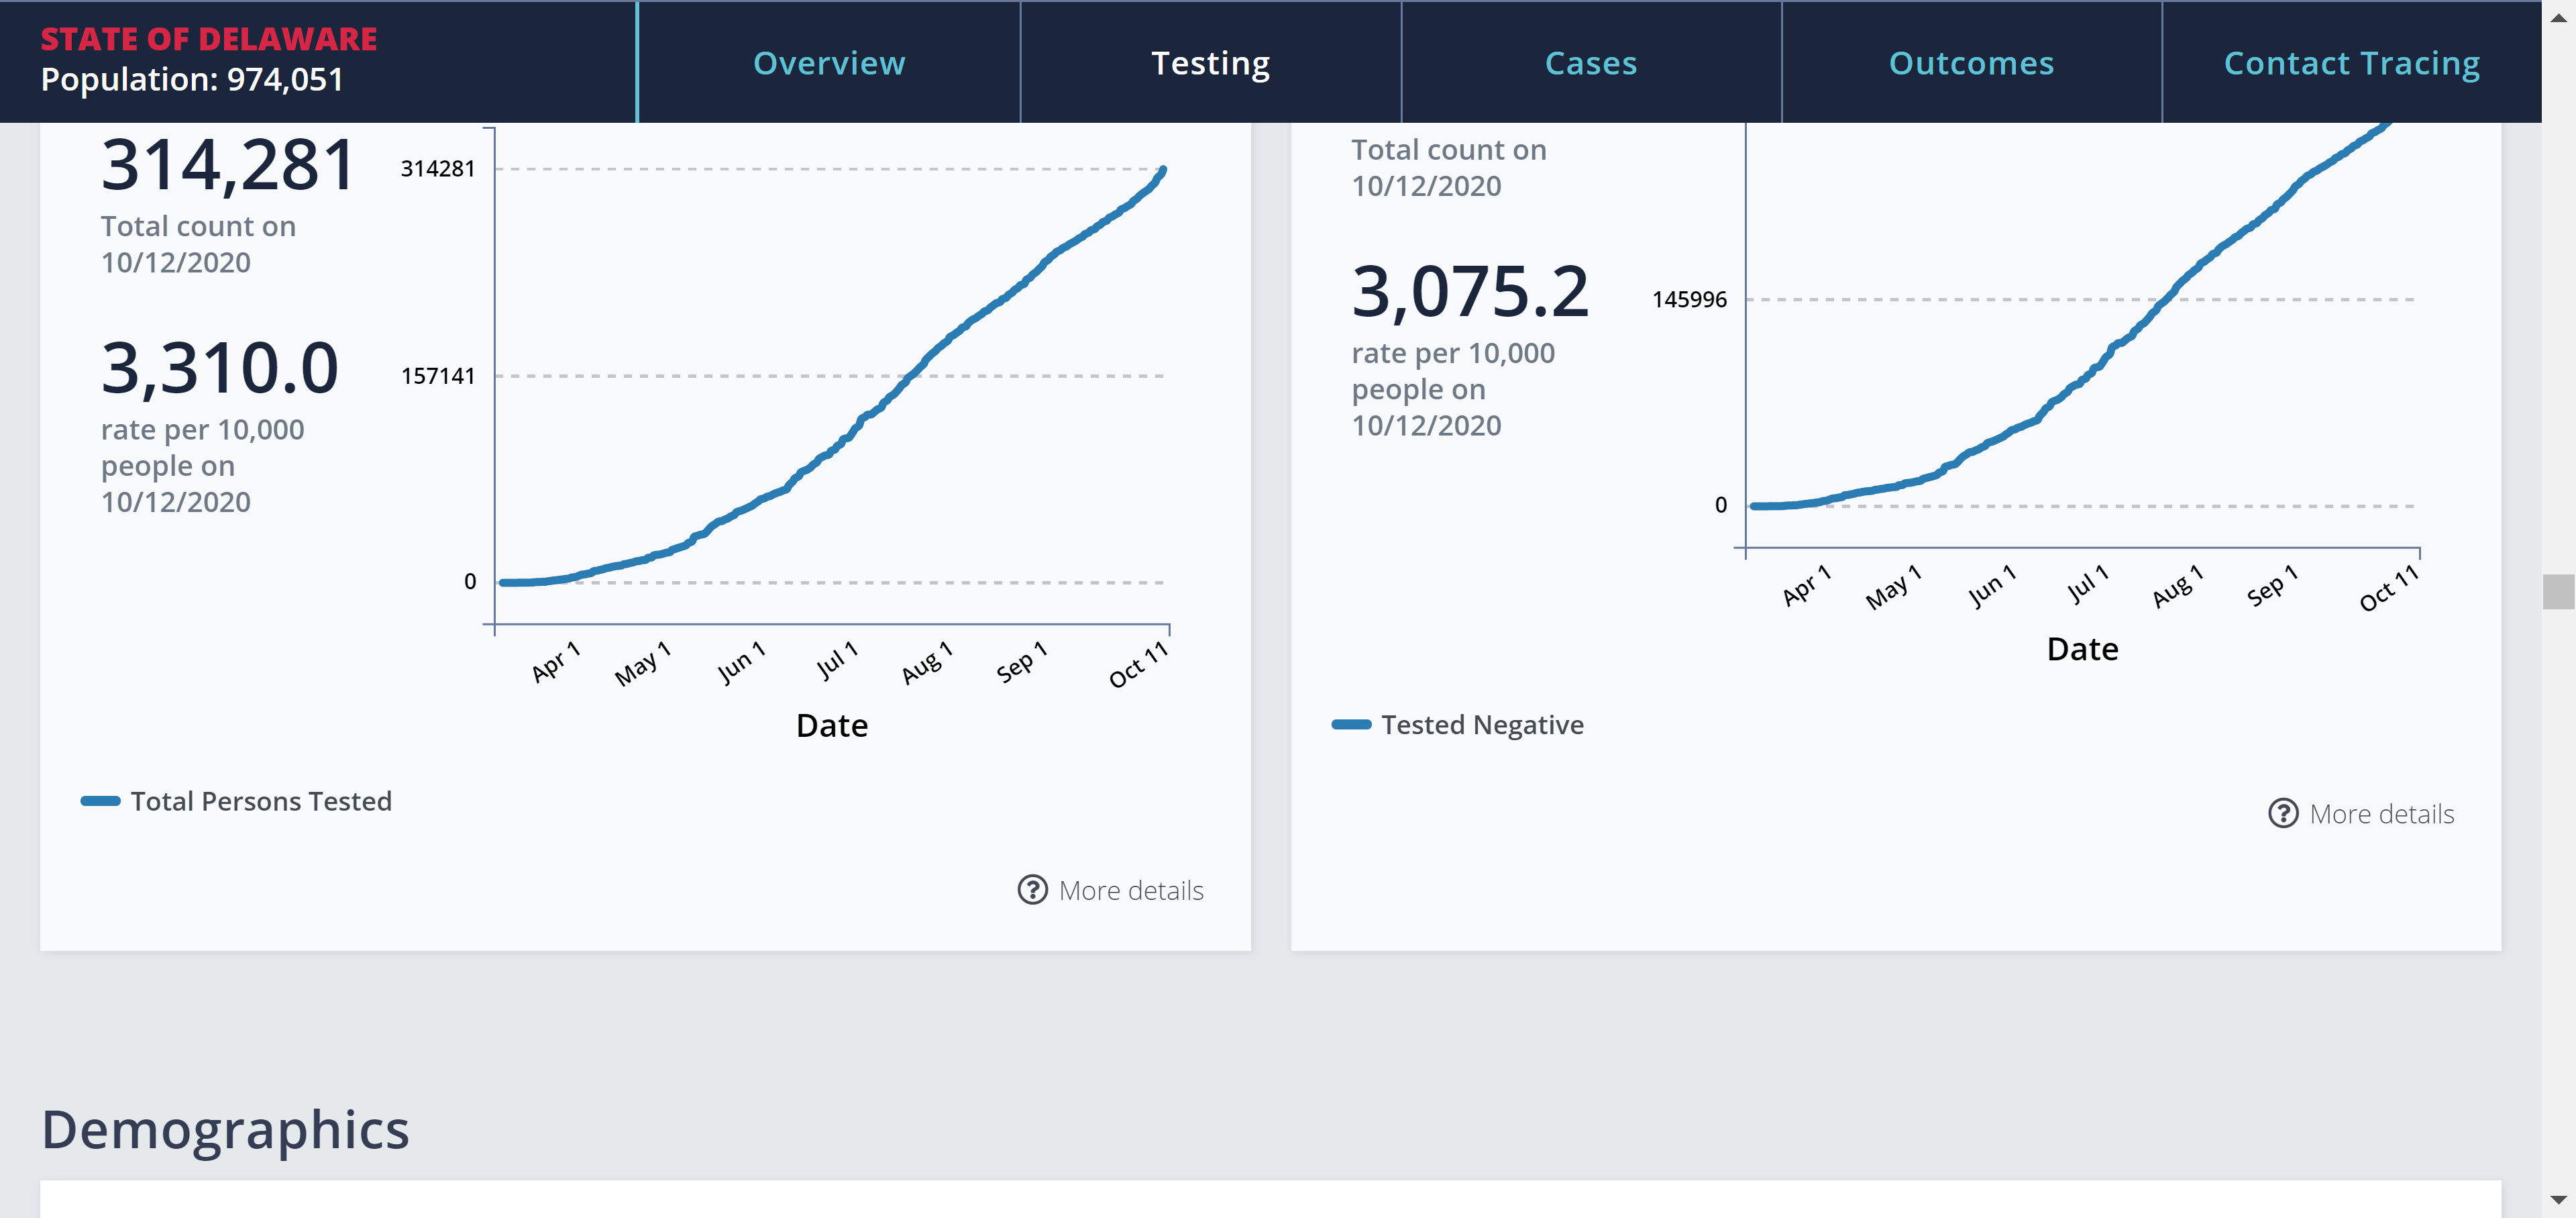 STATE OF DELAWARE
Population: 974,051
Overview
Testing
Cases
Outcomes
Contact Tracing
314,281
Total count on
10/12/2020
3,310.0
rate per 10,000
people on
10/12/2020
314281
157141
0
Apr 1
May 1
Jun 1
Jul 1
Aug 1
Sep 1
Oct 11
Date
Total Persons Tested
More details
Total count on
10/12/2020
3,075.2
rate per 10,000
people on
10/12/2020
145996
0
Apr 1
May 1
Jun 1
Jul 1
Aug 1
Sep 1
Oct 11
Date
Tested Negative
More details
Demographics